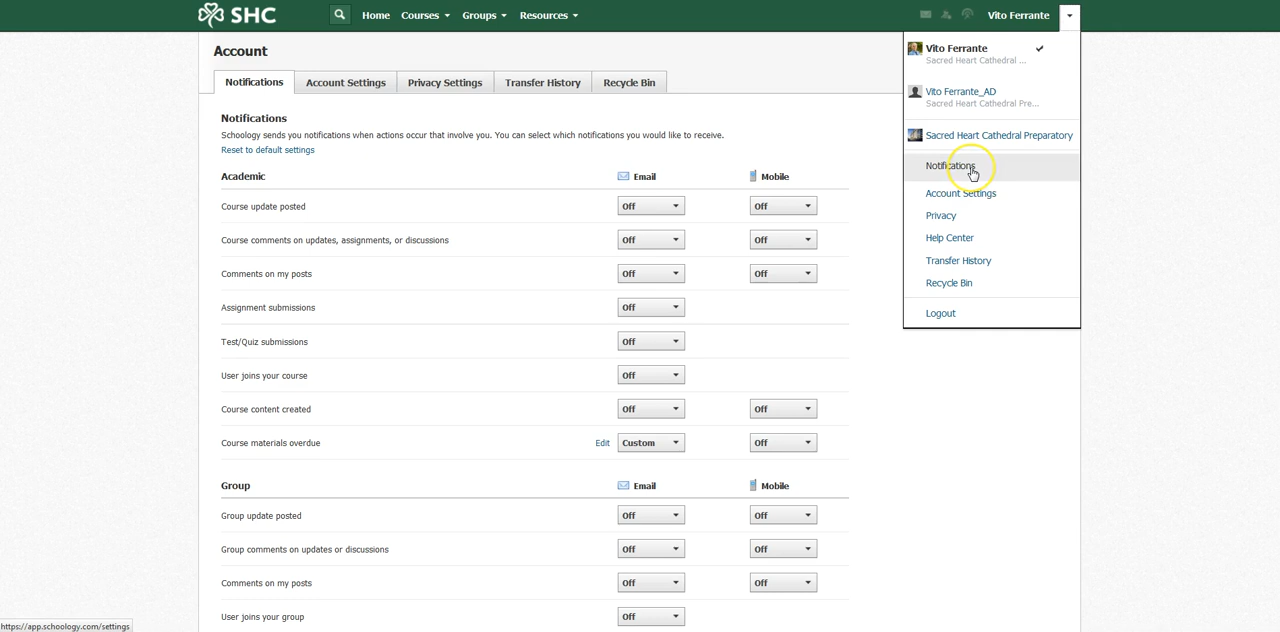 SHC
Home
Courses
Groups
Resources
Vito Ferrante
Account
Vito Ferrante
Sacred Heart Cathedral ...
Notifications
Account Settings
Privacy Settings
Transfer History
Recycle Bin
Vito Ferrante_AD
Sacred Heart Cathedral Pre...
Sacred Heart Cathedral Preparatory
Notifications
Account Settings
Privacy
Help Center
Transfer History
Recycle Bin
Logout
Notifications
Schoology sends you notifications when actions occur that involve you. You can select which notifications you would like to receive.
Reset to default settings
Academic Email Mobile
Course update posted Off Off
Course comments on updates, assignments, or discussions Off Off
Comments on my posts Off Off
Assignment submissions Off
Test/Quiz submissions Off
User joins your course Off
Course content created Off Off
Course materials overdue Edit Custom Off
Group Email Mobile
Group update posted Off Off
Group comments on updates or discussions Off Off
Comments on my posts Off Off
User joins your group Off
https://app.schoology.com/settings